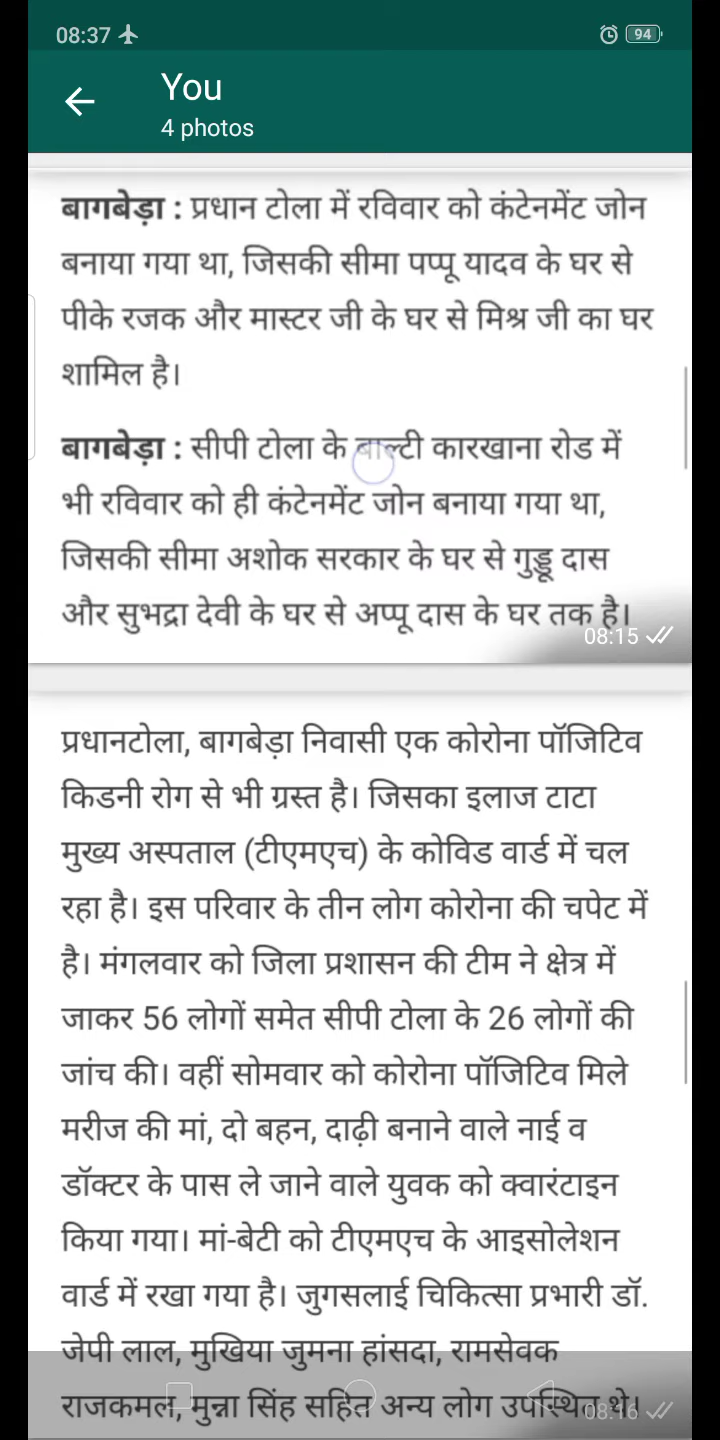 08:37
94
You
4 photos
बागबेड़ा : प्रधान टोला में रविवार को कंटेनमेंट जोन
बनाया गया था, जिसकी सीमा पप्पू यादव के घर से
पीके रजक और मास्टर जी के घर से मिश्र जी का घर
शामिल है।
बागबेड़ा : सीपी टोला के बाल्टी कारखाना रोड में
भी रविवार को ही कंटेनमेंट जोन बनाया गया था,
जिसकी सीमा अशोक सरकार के घर से गुड्डू दास
और सुभद्रा देवी के घर से अप्पू दास के घर तक है।
08:15
प्रधानटोला, बागबेड़ा निवासी एक कोरोना पॉजिटिव
किडनी रोग से भी ग्रस्त है। जिसका इलाज टाटा
मुख्य अस्पताल (टीएमएच) के कोविड वार्ड में चल
रहा है। इस परिवार के तीन लोग कोरोना की चपेट में
है। मंगलवार को जिला प्रशासन की टीम ने क्षेत्र में
जाकर 56 लोगों समेत सीपी टोला के 26 लोगों की
जांच की। वहीं सोमवार को कोरोना पॉजिटिव मिले
मरीज की मां, दो बहन, दाढ़ी बनाने वाले नाई व
डॉक्टर के पास ले जाने वाले युवक को क्वारंटाइन
किया गया। मां-बेटी को टीएमएच के आइसोलेशन
वार्ड में रखा गया है। जुगसलाई चिकित्सा प्रभारी डॉ.
जेपी लाल, मुखिया जुमना हांसदा, रामसेवक
राजकमल, मुन्ना सिंह सहित अन्य लोग उपस्थित थे।
08:16